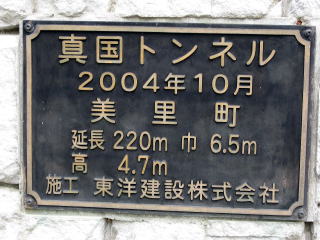 真国トンネル
2004年10月
美里町
延長 220m 巾 6.5m
高 4.7m
施工 東洋建設株式会社